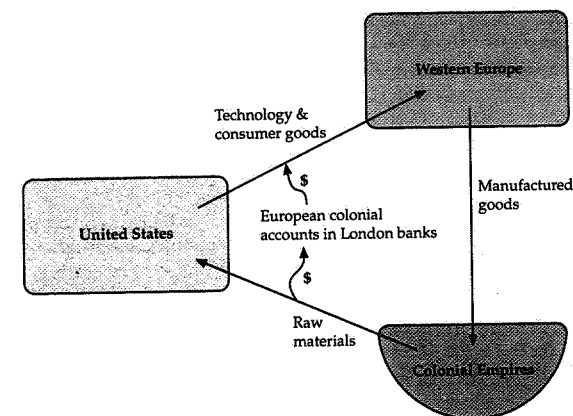 Western Europe
Technology &
consumer goods
$
Manufactured
goods
European colonial
accounts in London banks
United States
$
Raw
materials
Colonial Empires